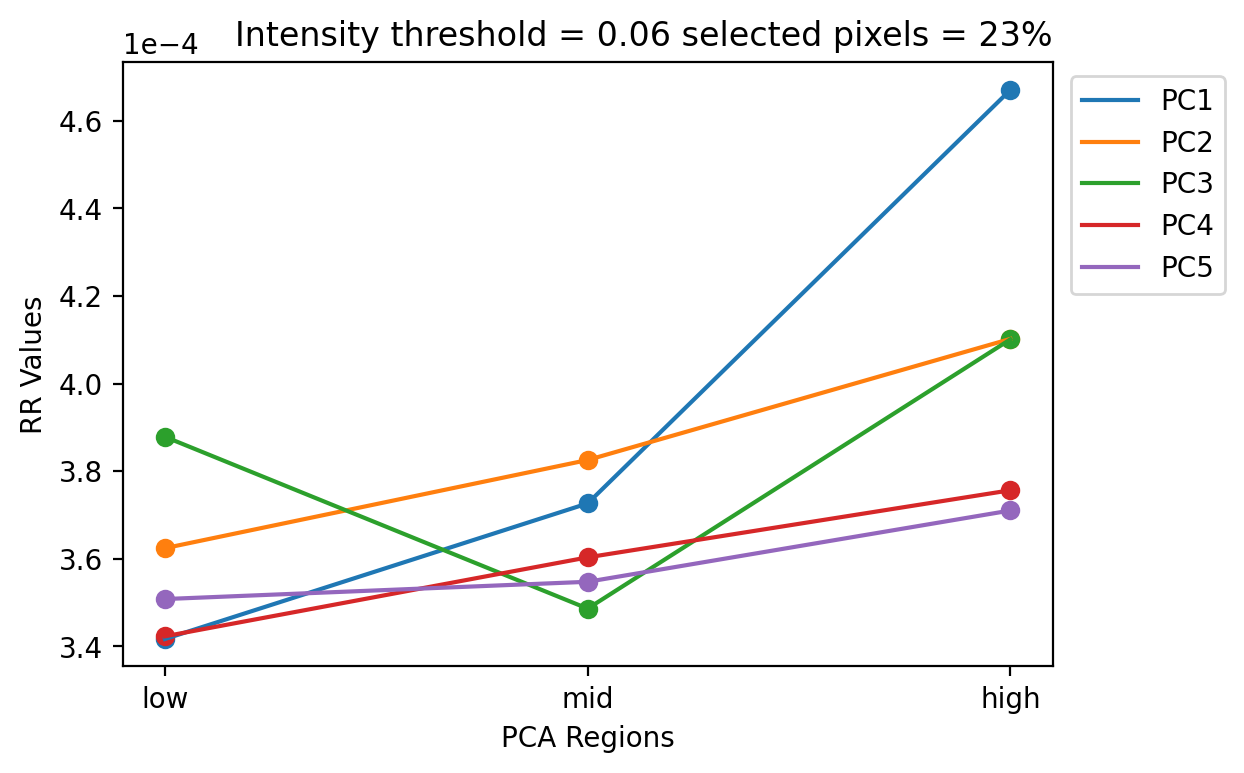 Intensity threshold = 0.06 selected pixels = 23%
1e−4
4.6
4.4
4.2
4.0
3.8
3.6
3.4
RR Values
low
mid
high
PCA Regions
PC1
PC2
PC3
PC4
PC5